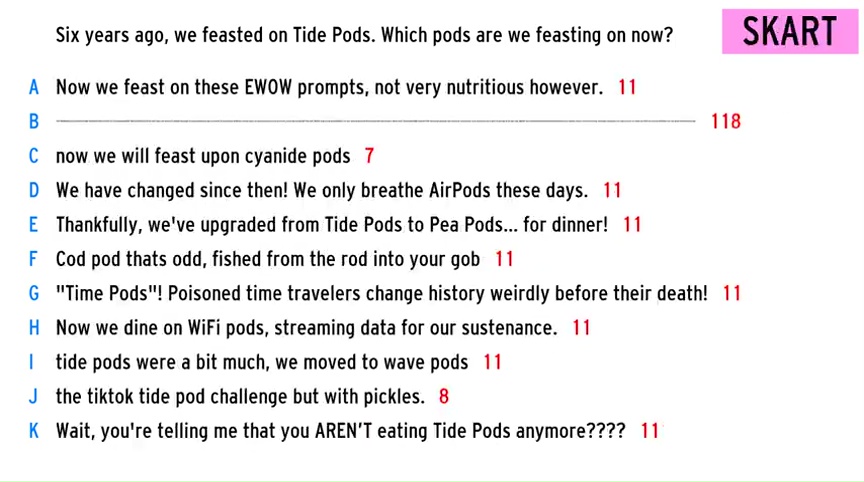 Six years ago, we feasted on Tide Pods. Which pods are we feasting on now?
SKART
A Now we feast on these EWOW prompts, not very nutritious however. 11
B 118
C now we will feast upon cyanide pods 7
D We have changed since then! We only breathe AirPods these days. 11
E Thankfully, we've upgraded from Tide Pods to Pea Pods... for dinner! 11
F Cod pod thats odd, fished from the rod into your gob 11
G "Time Pods"! Poisoned time travelers change history weirdly before their death! 11
H Now we dine on WiFi pods, streaming data for our sustenance. 11
I tide pods were a bit much, we moved to wave pods 11
J the tiktok tide pod challenge but with pickles. 8
K Wait, you're telling me that you AREN'T eating Tide Pods anymore???? 11